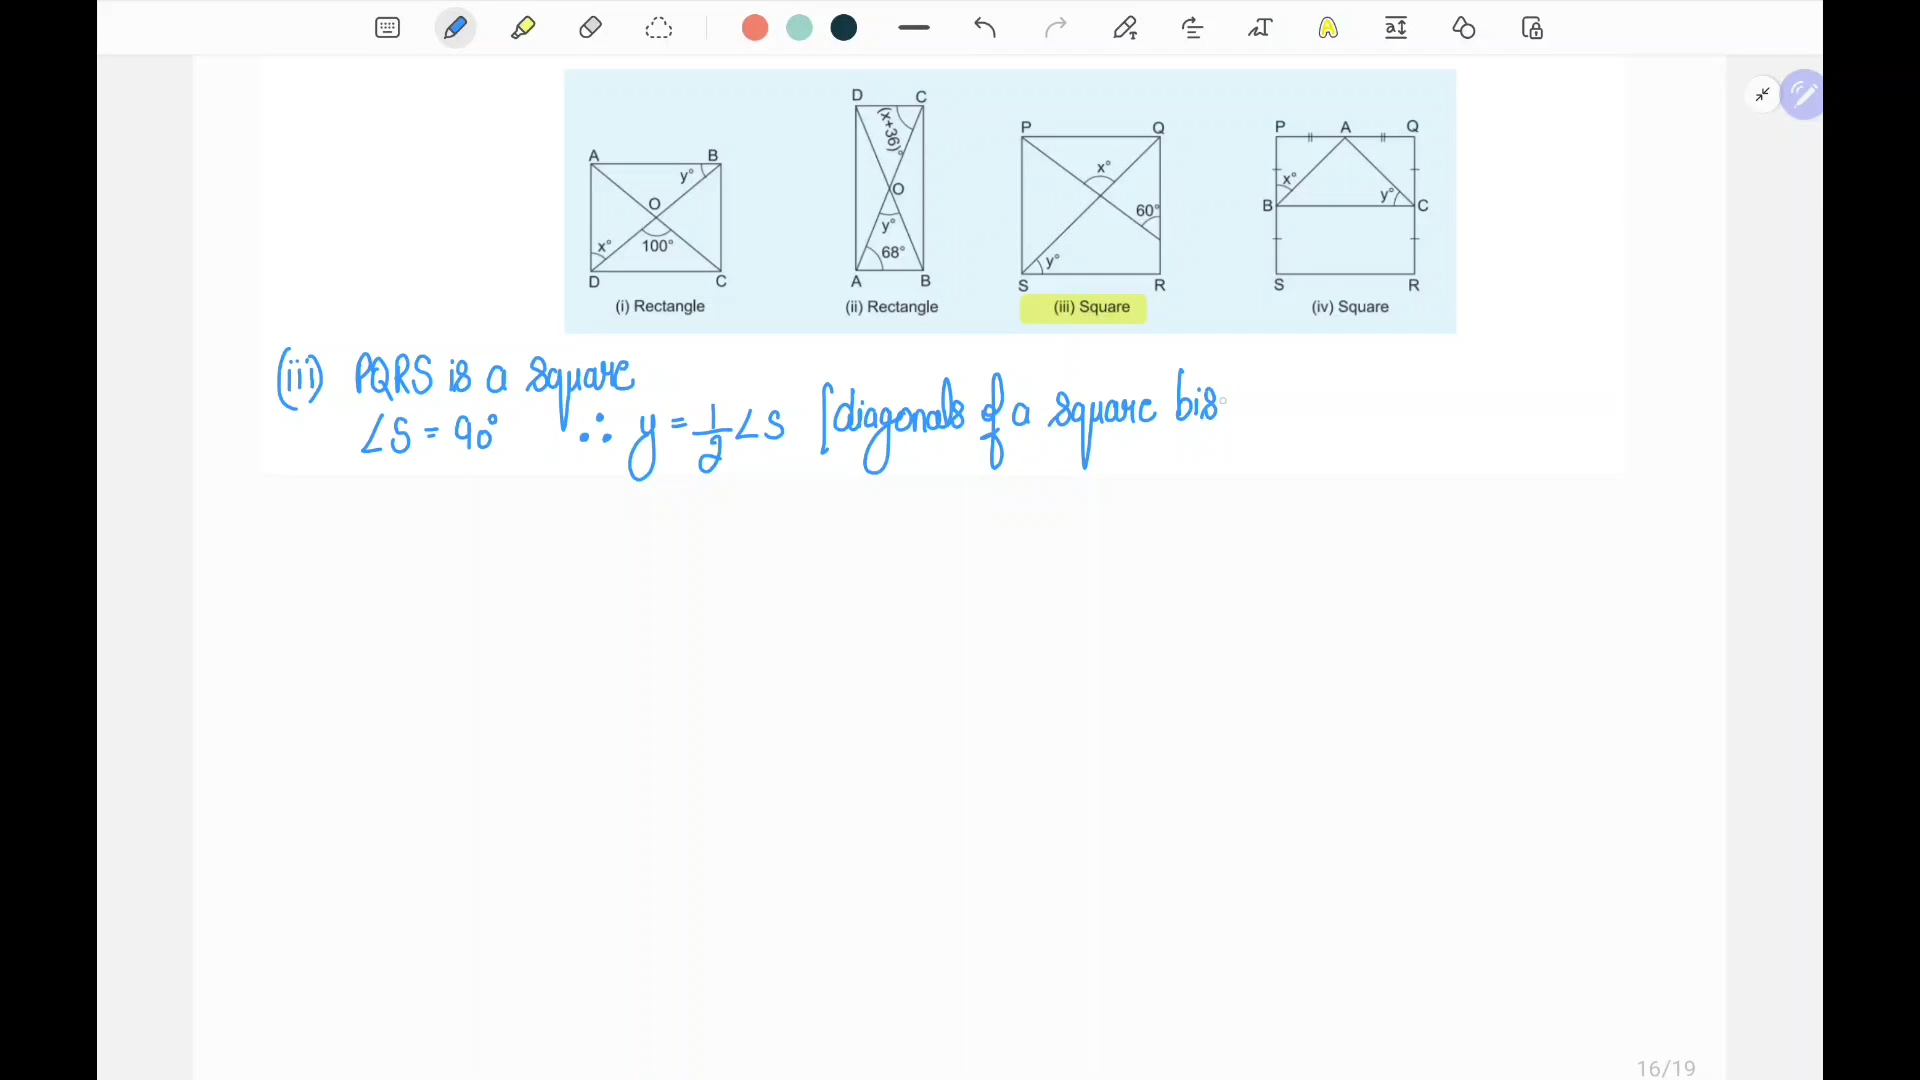 D C
P Q
P A Q
A B
(x+36)°
x°
y°
O
x°
O
60°
y°
B C
x° 100°
y°
68°
y°
D C
A B
S R
S R
(i) Rectangle (ii) Rectangle (iii) Square (iv) Square
(iii) PQRS is a square
∠S = 90° ∴ y = 1/2 ∠S [diagonals of a square bis
16/19